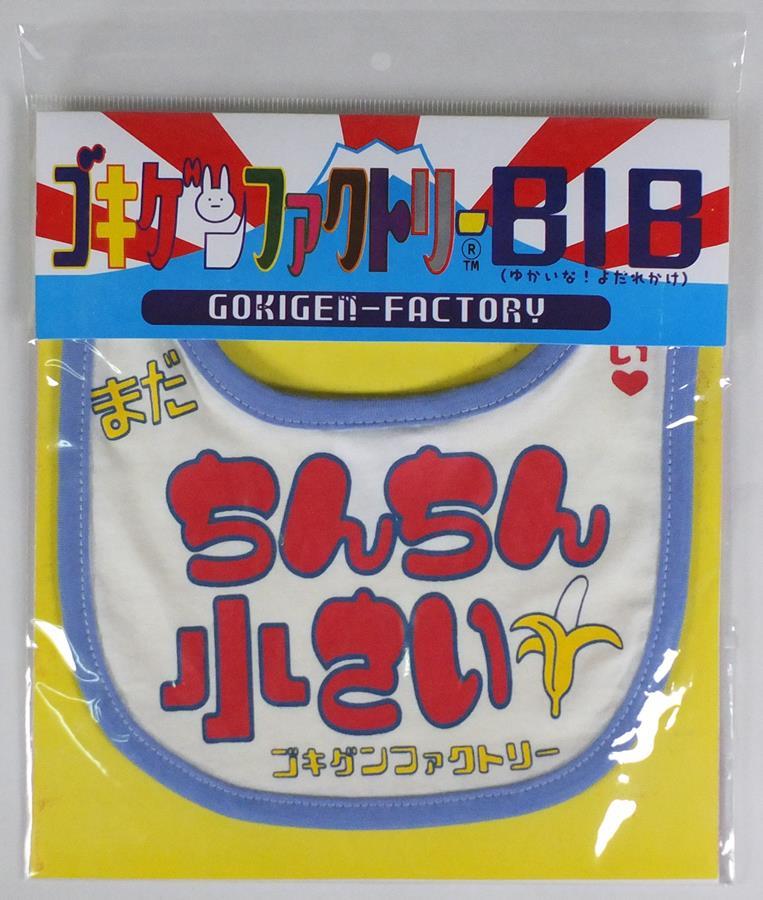 ゴキゲンファクトリー®™BIB
(ゆかいな！よだれかけ)
GOKIGEN-FACTORY
い♥
まだ
ちんちん
小さい
ゴキゲンファクトリー